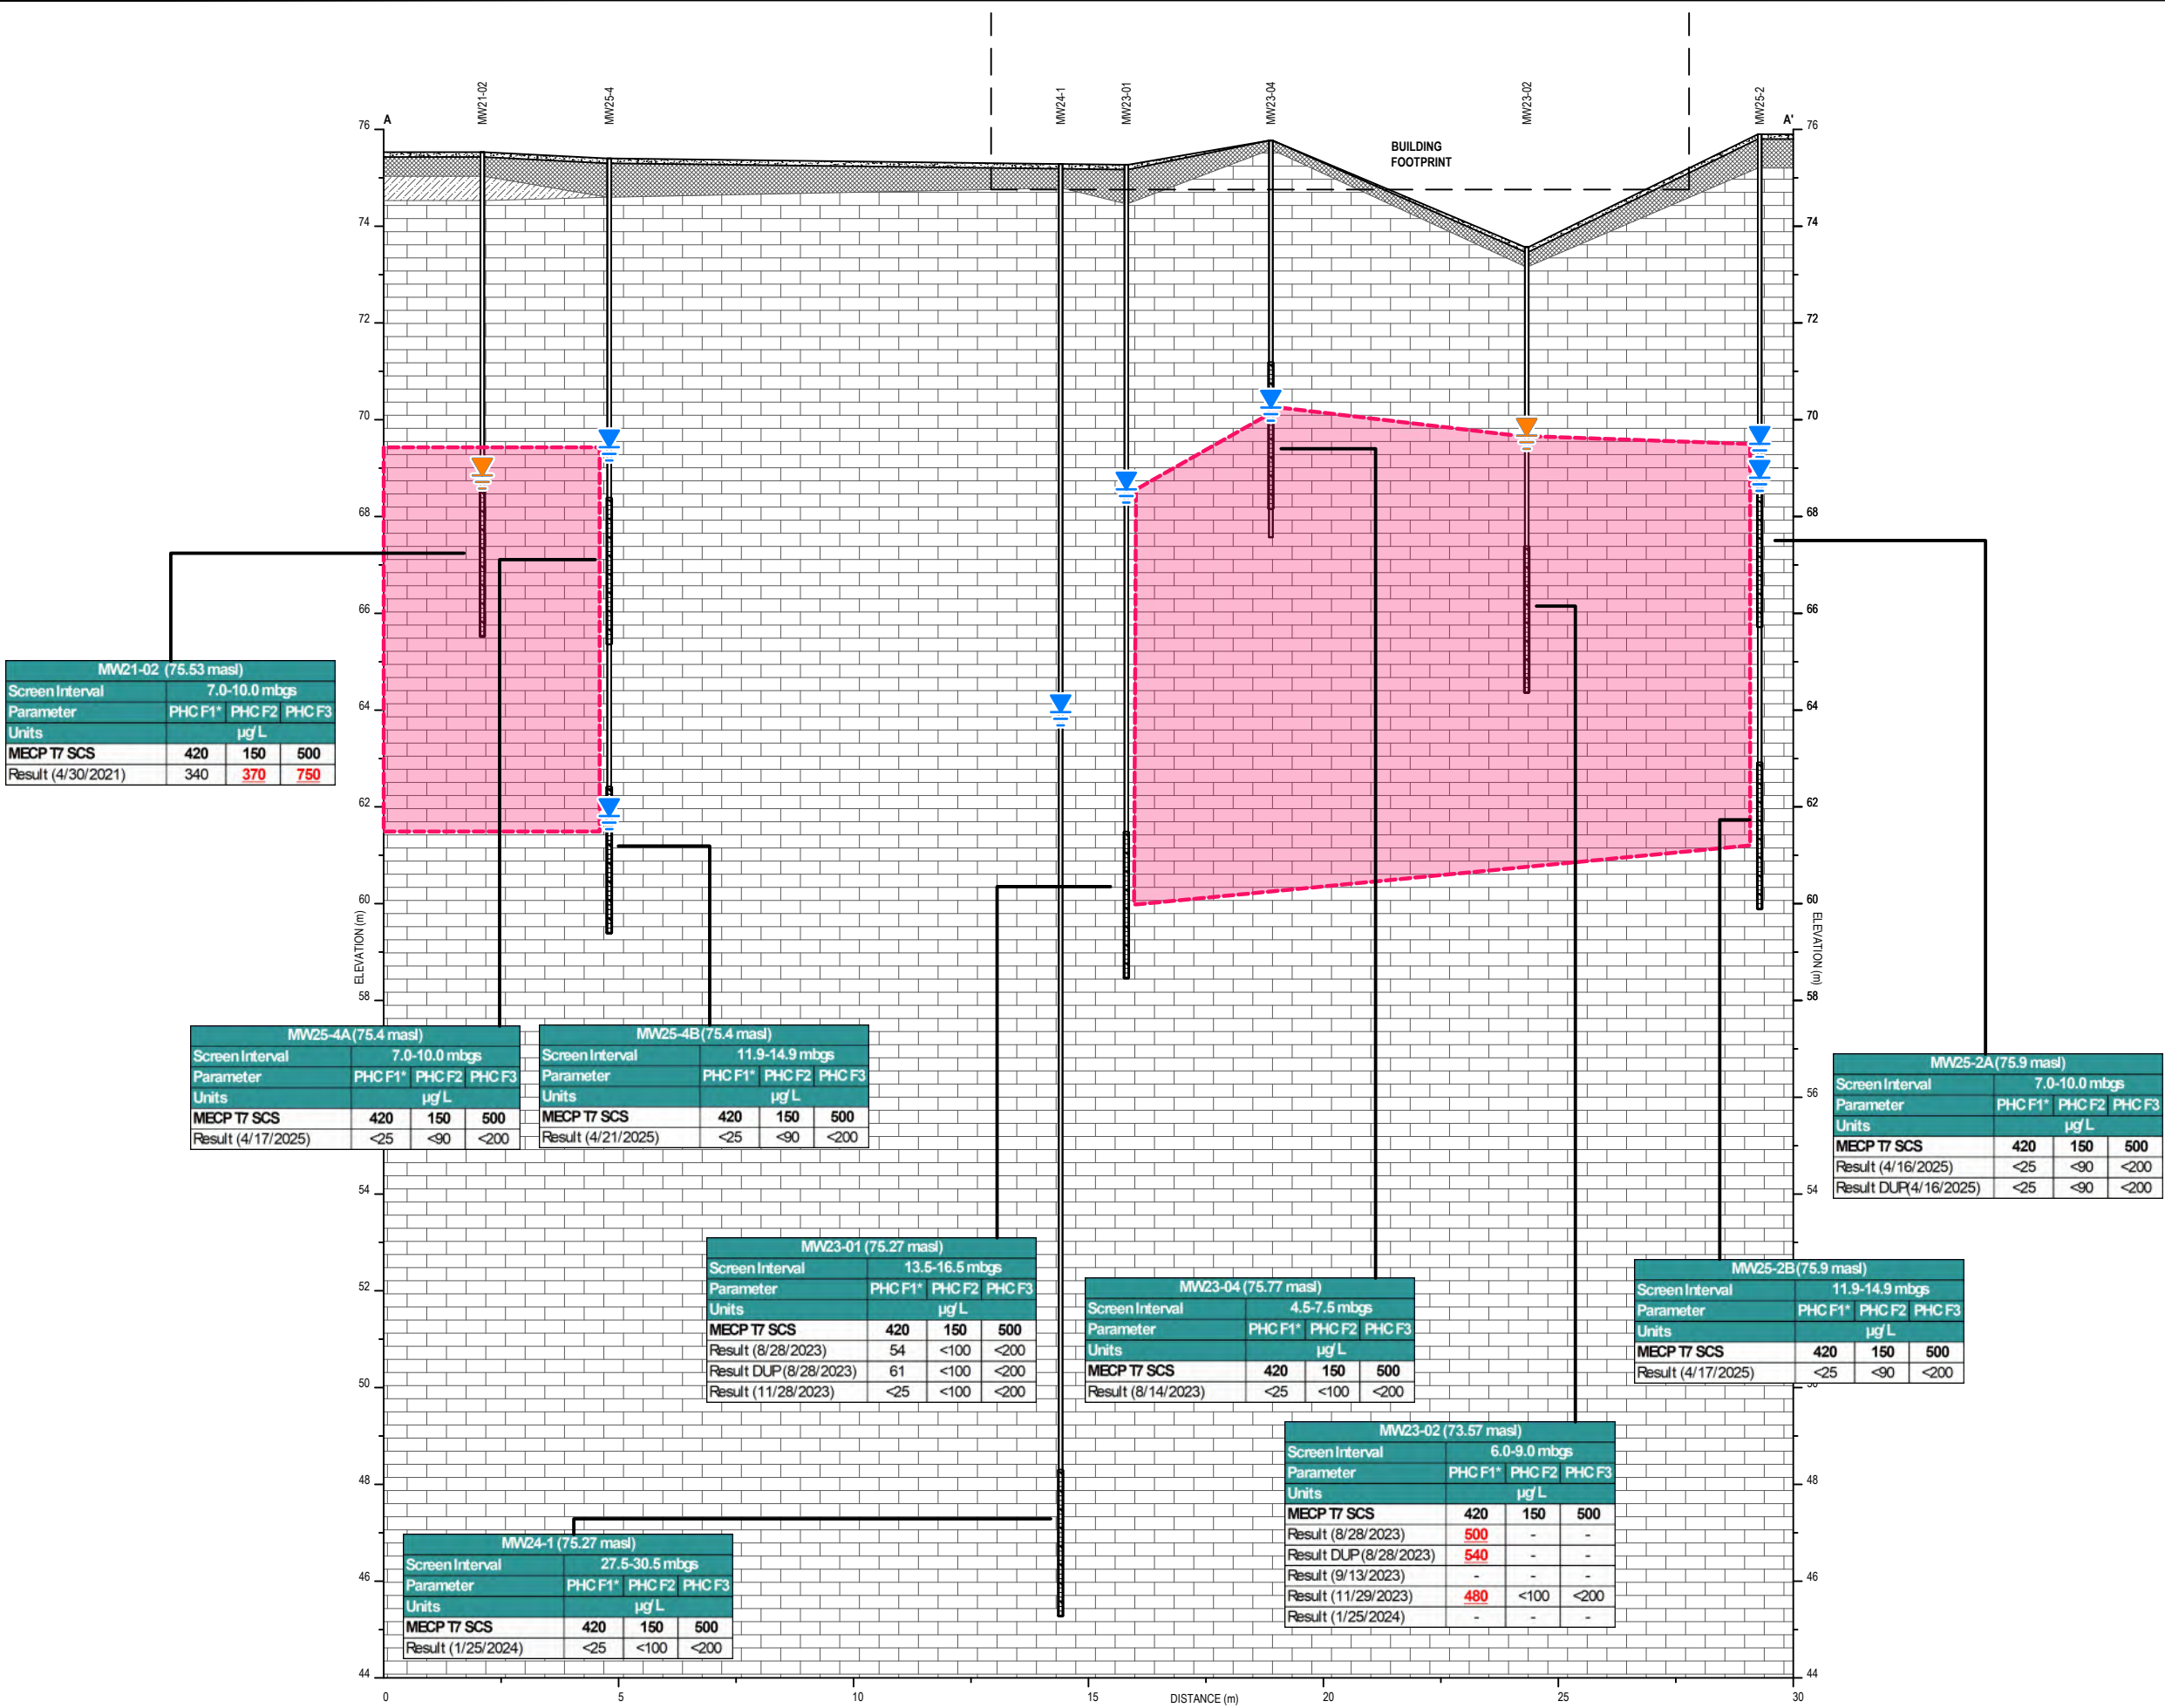 MW21-02
MW25-4
MW24-1
MW23-01
MW23-04
MW23-02
MW25-2
A
A'
BUILDING
FOOTPRINT
76
74
72
70
68
66
64
62
60
58
54
52
50
48
46
44
ELEVATION (m)
76
74
72
70
68
66
64
62
60
58
56
54
48
46
44
ELEVATION (m)
MW21-02 (75.53 masl)
Screen Interval 7.0-10.0 mbgs
Parameter PHC F1* PHC F2 PHC F3
Units µg/L
MECP T7 SCS 420 150 500
Result (4/30/2021) 340 370 750
MW25-4A (75.4 masl)
Screen Interval 7.0-10.0 mbgs
Parameter PHC F1* PHC F2 PHC F3
Units µg/L
MECP T7 SCS 420 150 500
Result (4/17/2025) <25 <90 <200
MW25-4B (75.4 masl)
Screen Interval 11.9-14.9 mbgs
Parameter PHC F1* PHC F2 PHC F3
Units µg/L
MECP T7 SCS 420 150 500
Result (4/21/2025) <25 <90 <200
MW25-2A (75.9 masl)
Screen Interval 7.0-10.0 mbgs
Parameter PHC F1* PHC F2 PHC F3
Units µg/L
MECP T7 SCS 420 150 500
Result (4/16/2025) <25 <90 <200
Result DUP(4/16/2025) <25 <90 <200
MW23-01 (75.27 masl)
Screen Interval 13.5-16.5 mbgs
Parameter PHC F1* PHC F2 PHC F3
Units µg/L
MECP T7 SCS 420 150 500
Result (8/28/2023) 54 <100 <200
Result DUP (8/28/2023) 61 <100 <200
Result (11/28/2023) <25 <100 <200
MW23-04 (75.77 masl)
Screen Interval 4.5-7.5 mbgs
Parameter PHC F1* PHC F2 PHC F3
Units µg/L
MECP T7 SCS 420 150 500
Result (8/14/2023) <25 <100 <200
MW25-2B (75.9 masl)
Screen Interval 11.9-14.9 mbgs
Parameter PHC F1* PHC F2 PHC F3
Units µg/L
MECP T7 SCS 420 150 500
Result (4/17/2025) <25 <90 <200
MW23-02 (73.57 masl)
Screen Interval 6.0-9.0 mbgs
Parameter PHC F1* PHC F2 PHC F3
Units µg/L
MECP T7 SCS 420 150 500
Result (8/28/2023) 500 - -
Result DUP (8/28/2023) 540 - -
Result (9/13/2023) - - -
Result (11/29/2023) 480 <100 <200
Result (1/25/2024) - - -
MW24-1 (75.27 masl)
Screen Interval 27.5-30.5 mbgs
Parameter PHC F1* PHC F2 PHC F3
Units µg/L
MECP T7 SCS 420 150 500
Result (1/25/2024) <25 <100 <200
0 5 10 15 20 25 30
DISTANCE (m)